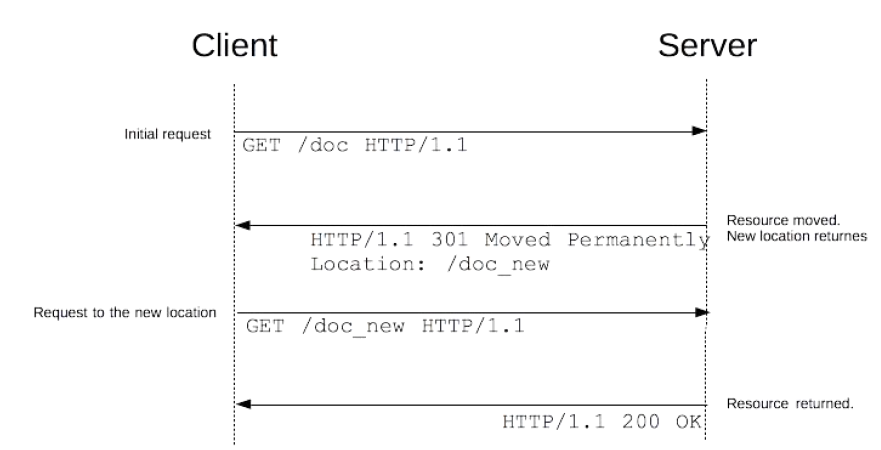 Client
Server
Initial request
GET /doc HTTP/1.1
Resource moved.
New location returnes
HTTP/1.1 301 Moved Permanently
Location: /doc_new
Request to the new location
GET /doc_new HTTP/1.1
Resource returned.
HTTP/1.1 200 OK